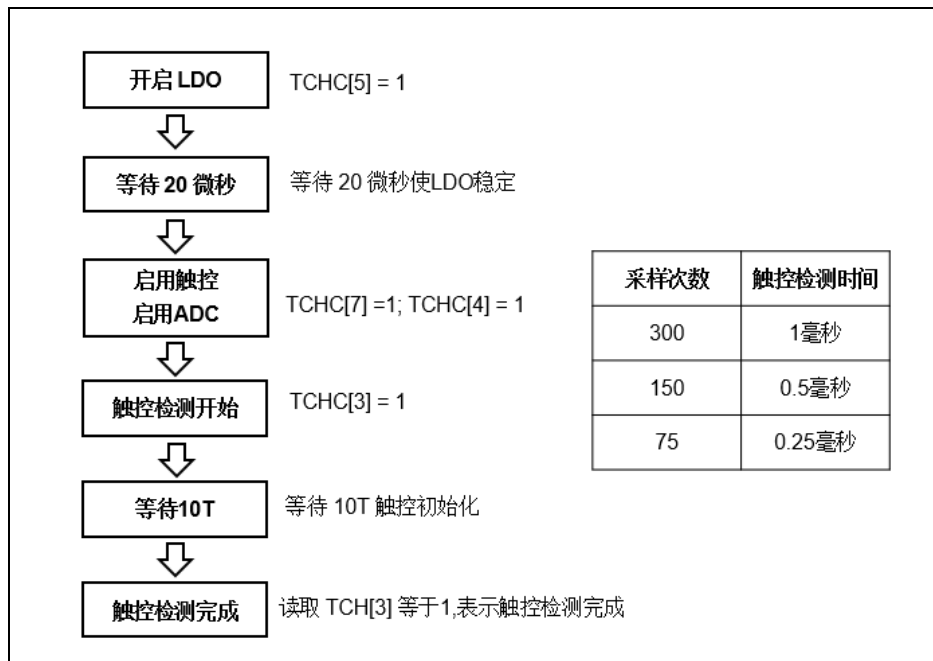 开启 LDO
TCHC[5] = 1
等待 20 微秒
等待 20 微秒使LDO稳定
启用触控
启用ADC
TCHC[7] =1; TCHC[4] = 1
触控检测开始
TCHC[3] = 1
等待10T
等待 10T 触控初始化
触控检测完成
读取 TCH[3] 等于1,表示触控检测完成
采样次数 触控检测时间
300 1毫秒
150 0.5毫秒
75 0.25毫秒